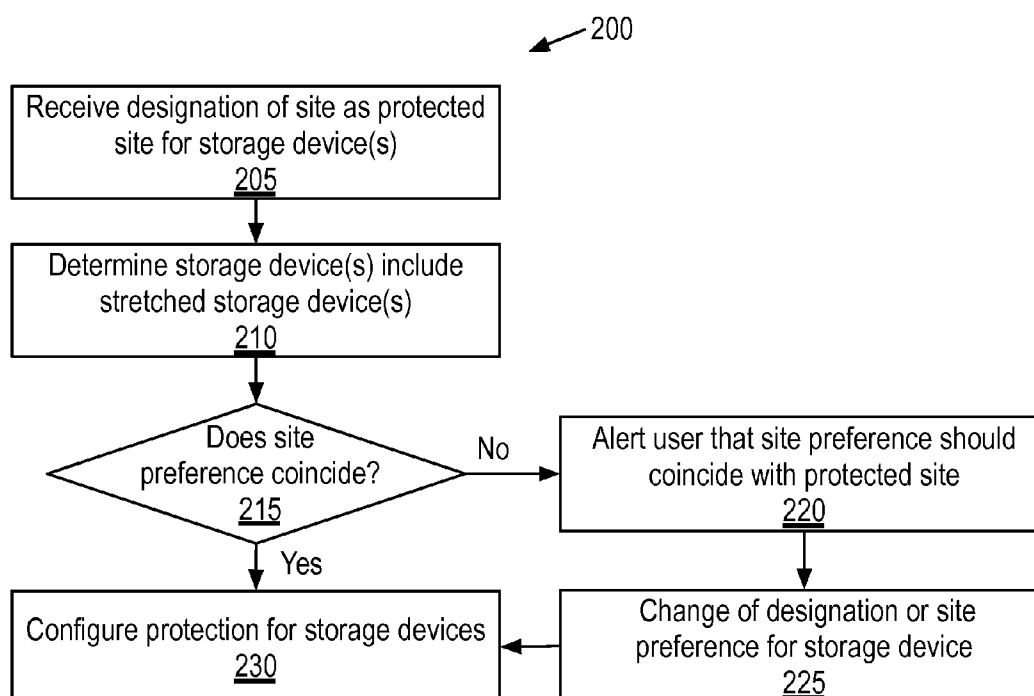 200
Receive designation of site as protected
site for storage device(s)
205
Determine storage device(s) include
stretched storage device(s)
210
Does site
preference coincide?
215
No
Alert user that site preference should
coincide with protected site
220
Yes
Configure protection for storage devices
230
Change of designation or site
preference for storage device
225